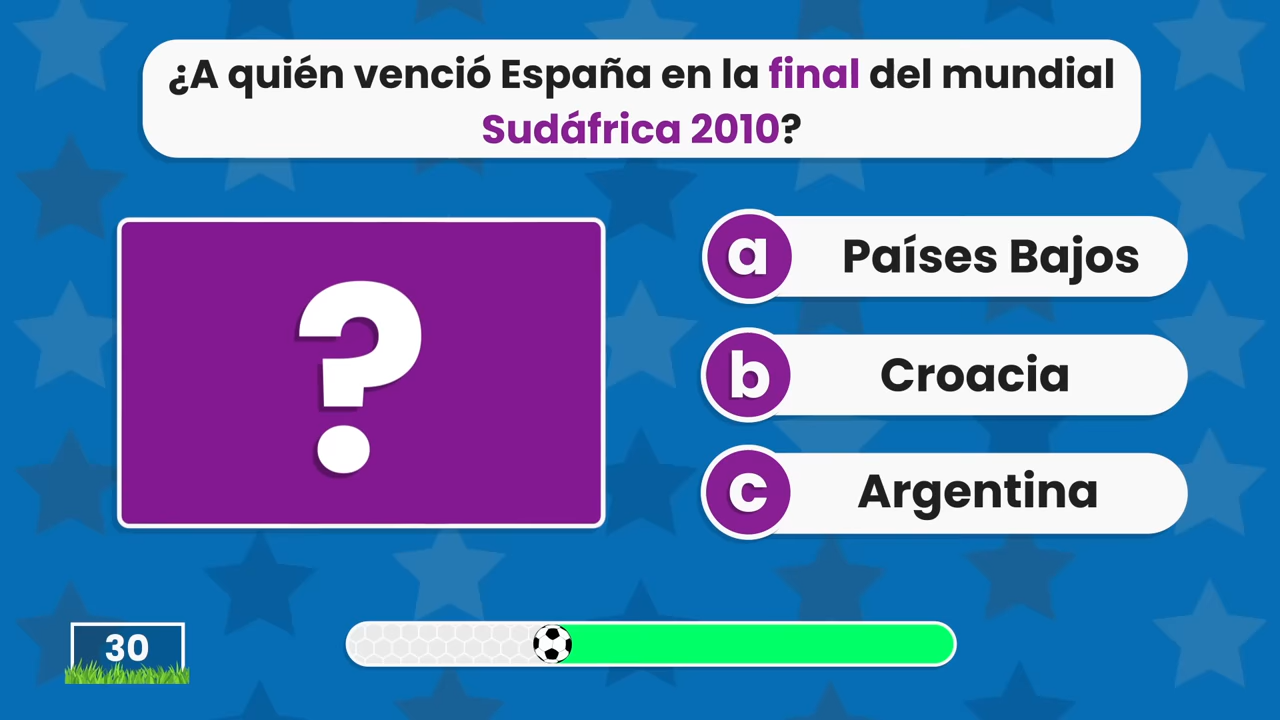 ¿A quién venció España en la final del mundial
Sudáfrica 2010?
?
a Países Bajos
b Croacia
c Argentina
30